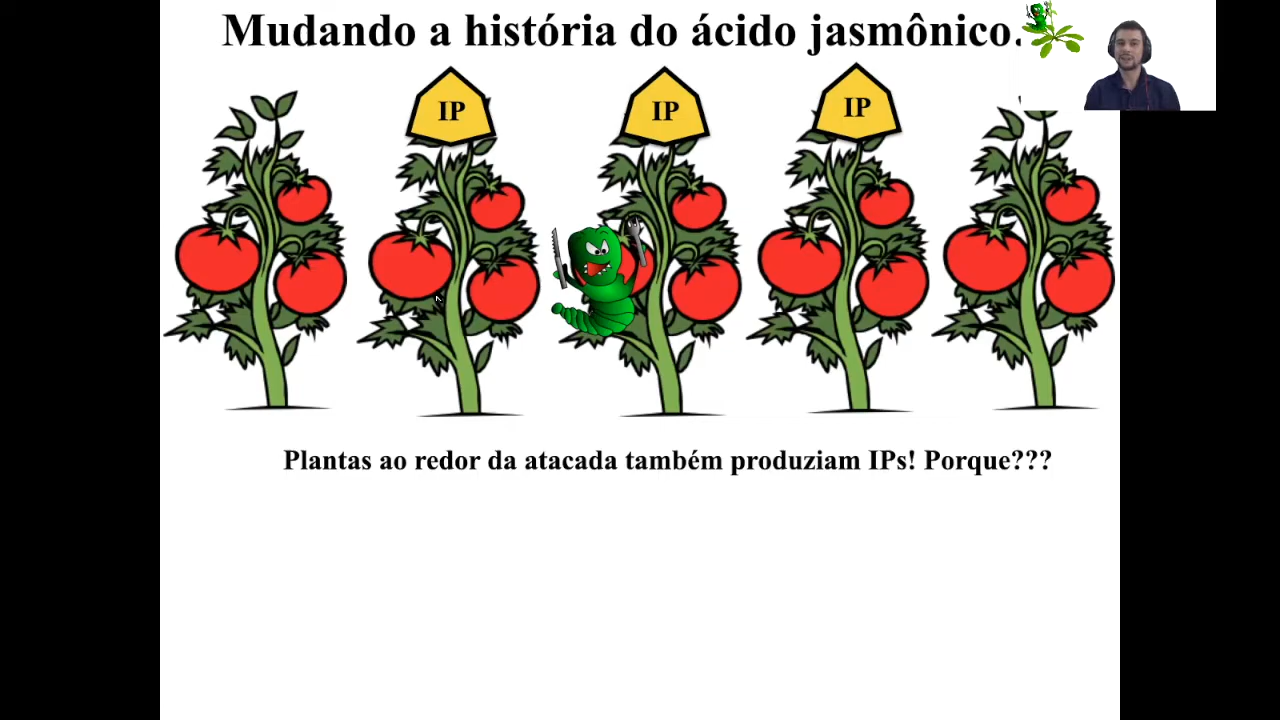 Mudando a história do ácido jasmônico.
IP
IP
IP
Plantas ao redor da atacada também produziam IPs! Porque???